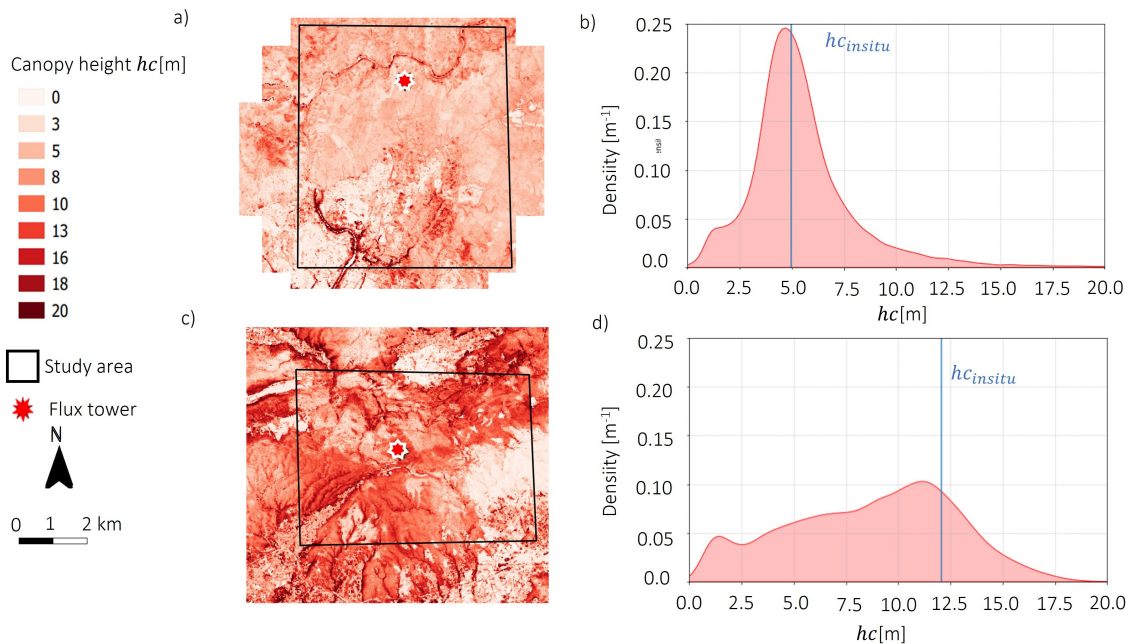 a)
Canopy height hc[m]
0
3
5
8
10
13
16
18
20
Study area
Flux tower
N
0 1 2 km
b)
hc_insitu
Densiity [m⁻¹]
0.25
0.20
0.15
0.10
0.05
0.0
0.0 2.5 5.0 7.5 10.0 12.5 15.0 17.5 20.0
hc[m]
c)
d)
hc_insitu
Densiity [m⁻¹]
0.25
0.20
0.15
0.10
0.05
0.0
0.0 2.5 5.0 7.5 10.0 12.5 15.0 17.5 20.0
hc[m]